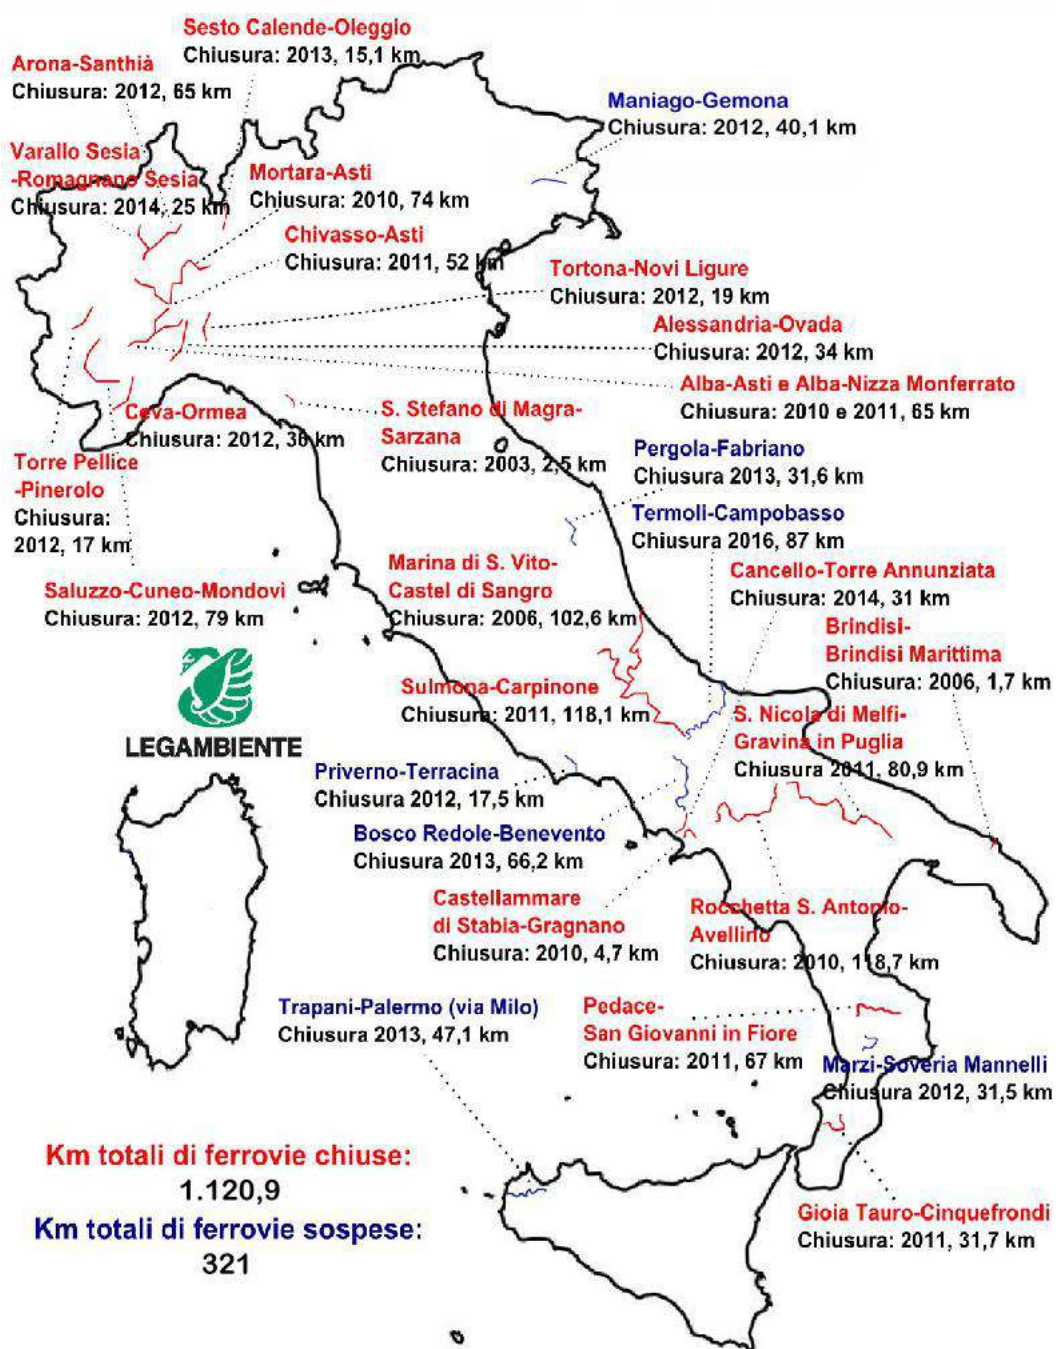 Sesto Calende-Oleggio
Chiusura: 2013, 15,1 km
Arona-Santhià
Chiusura: 2012, 65 km
Maniago-Gemona
Chiusura: 2012, 40,1 km
Varallo Sesia
-Romagnano Sesia
Chiusura: 2014, 25 km
Mortara-Asti
Chiusura: 2010, 74 km
Chivasso-Asti
Chiusura: 2011, 52 km
Tortona-Novi Ligure
Chiusura: 2012, 19 km
Alessandria-Ovada
Chiusura: 2012, 34 km
Alba-Asti e Alba-Nizza Monferrato
Chiusura: 2010 e 2011, 65 km
Ceva-Ormea
Chiusura: 2012, 36 km
S. Stefano di Magra-
Sarzana
Chiusura: 2003, 2,5 km
Torre Pellice
-Pinerolo
Chiusura:
2012, 17 km
Pergola-Fabriano
Chiusura 2013, 31,6 km
Termoli-Campobasso
Chiusura 2016, 87 km
Saluzzo-Cuneo-Mondovì
Chiusura: 2012, 79 km
Marina di S. Vito-
Castel di Sangro
Chiusura: 2006, 102,6 km
Cancello-Torre Annunziata
Chiusura: 2014, 31 km
Brindisi-
Brindisi Marittima
Chiusura: 2006, 1,7 km
LEGAMBIENTE
Sulmona-Carpinone
Chiusura: 2011, 118,1 km
S. Nicola di Melfi-
Gravina in Puglia
Chiusura 2011, 80,9 km
Priverno-Terracina
Chiusura 2012, 17,5 km
Bosco Redole-Benevento
Chiusura 2013, 66,2 km
Castellammare
di Stabia-Gragnano
Chiusura: 2010, 4,7 km
Rocchetta S. Antonio-
Avellino
Chiusura: 2010, 118,7 km
Trapani-Palermo (via Milo)
Chiusura 2013, 47,1 km
Pedace-
San Giovanni in Fiore
Chiusura: 2011, 67 km
Marzi-Soveria Mannelli
Chiusura 2012, 31,5 km
Gioia Tauro-Cinquefrondi
Chiusura: 2011, 31,7 km
Km totali di ferrovie chiuse:
1.120,9
Km totali di ferrovie sospese:
321